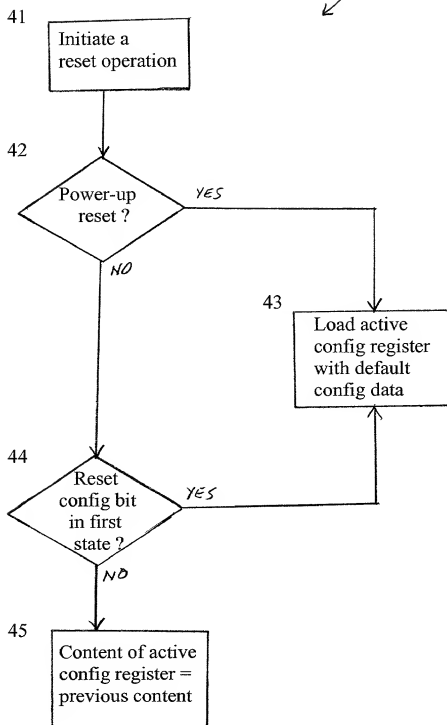 41
Initiate a
reset operation
42
Power-up
reset ?
YES
NO
43
Load active
config register
with default
config data
44
Reset
config bit
in first
state ?
YES
NO
45
Content of active
config register =
previous content